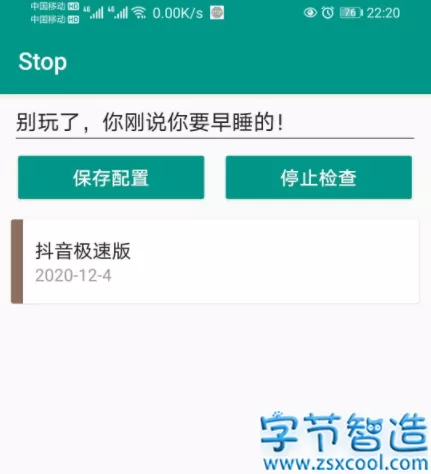 中国移动 HD 4G 4G 0.00K/s 76 22:20
中国移动 HD
Stop
别玩了，你刚说你要早睡的！
保存配置 停止检查
抖音极速版
2020-12-4
字节智造
www.zsxcool.com